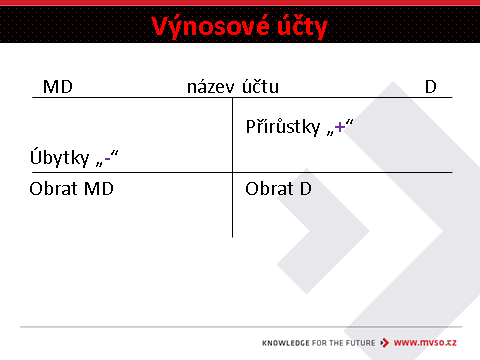 Výnosové účty
MD název účtu D
Přírůstky „+“
Úbytky „-“
Obrat MD Obrat D
KNOWLEDGE FOR THE FUTURE www.mvso.cz